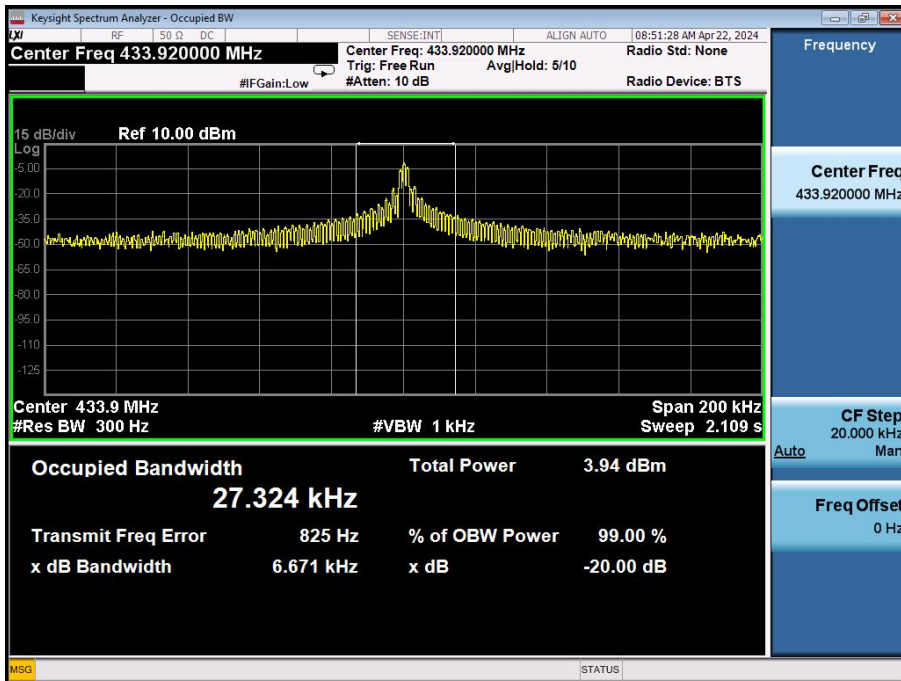 Keysight Spectrum Analyzer - Occupied BW
LXI RF 50 Ω DC SENSE:INT ALIGN AUTO 08:51:28 AM Apr 22, 2024
Center Freq 433.920000 MHz
Center Freq: 433.920000 MHz Radio Std: None
Trig: Free Run Avg|Hold: 5/10
#IFGain:Low #Atten: 10 dB Radio Device: BTS
15 dB/div Ref 10.00 dBm
Log
-5.00
-20.0
-35.0
-50.0
-65.0
-80.0
-95.0
-110
-125
Center 433.9 MHz Span 200 kHz
#Res BW 300 Hz #VBW 1 kHz Sweep 2.109 s
Occupied Bandwidth Total Power 3.94 dBm
27.324 kHz
Transmit Freq Error 825 Hz % of OBW Power 99.00 %
x dB Bandwidth 6.671 kHz x dB -20.00 dB
MSG STATUS
Frequency
Center Freq
433.920000 MHz
CF Step
20.000 kHz
Auto Man
Freq Offset
0 Hz